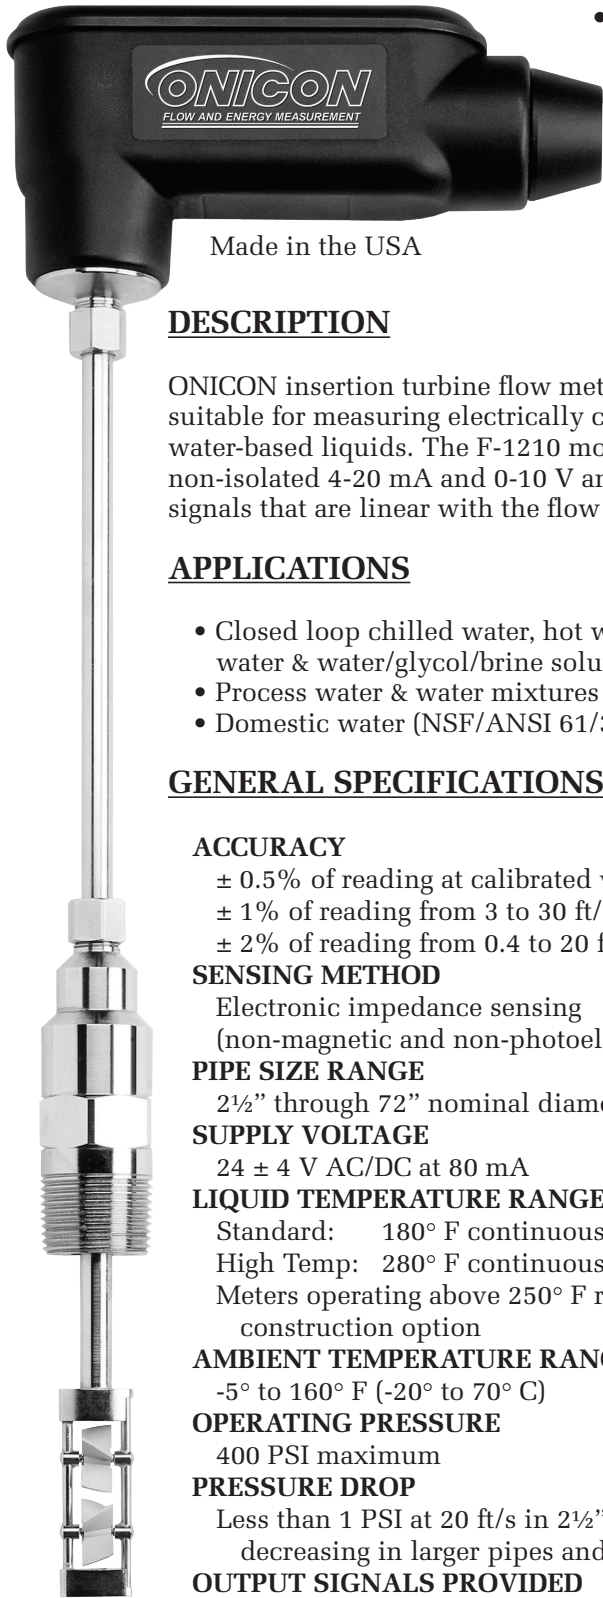 •
ONICON
FLOW AND ENERGY MEASUREMENT
Made in the USA
DESCRIPTION
ONICON insertion turbine flow met
suitable for measuring electrically c
water-based liquids. The F-1210 mo
non-isolated 4-20 mA and 0-10 V an
signals that are linear with the flow
APPLICATIONS
• Closed loop chilled water, hot w
water & water/glycol/brine solu
• Process water & water mixtures
• Domestic water (NSF/ANSI 61/3
GENERAL SPECIFICATIONS
ACCURACY
± 0.5% of reading at calibrated v
± 1% of reading from 3 to 30 ft/
± 2% of reading from 0.4 to 20 f
SENSING METHOD
Electronic impedance sensing
(non-magnetic and non-photoel
PIPE SIZE RANGE
2½” through 72” nominal diame
SUPPLY VOLTAGE
24 ± 4 V AC/DC at 80 mA
LIQUID TEMPERATURE RANGE
Standard: 180° F continuous
High Temp: 280° F continuous
Meters operating above 250° F r
construction option
AMBIENT TEMPERATURE RANG
-5° to 160° F (-20° to 70° C)
OPERATING PRESSURE
400 PSI maximum
PRESSURE DROP
Less than 1 PSI at 20 ft/s in 2½”
decreasing in larger pipes and
OUTPUT SIGNALS PROVIDED